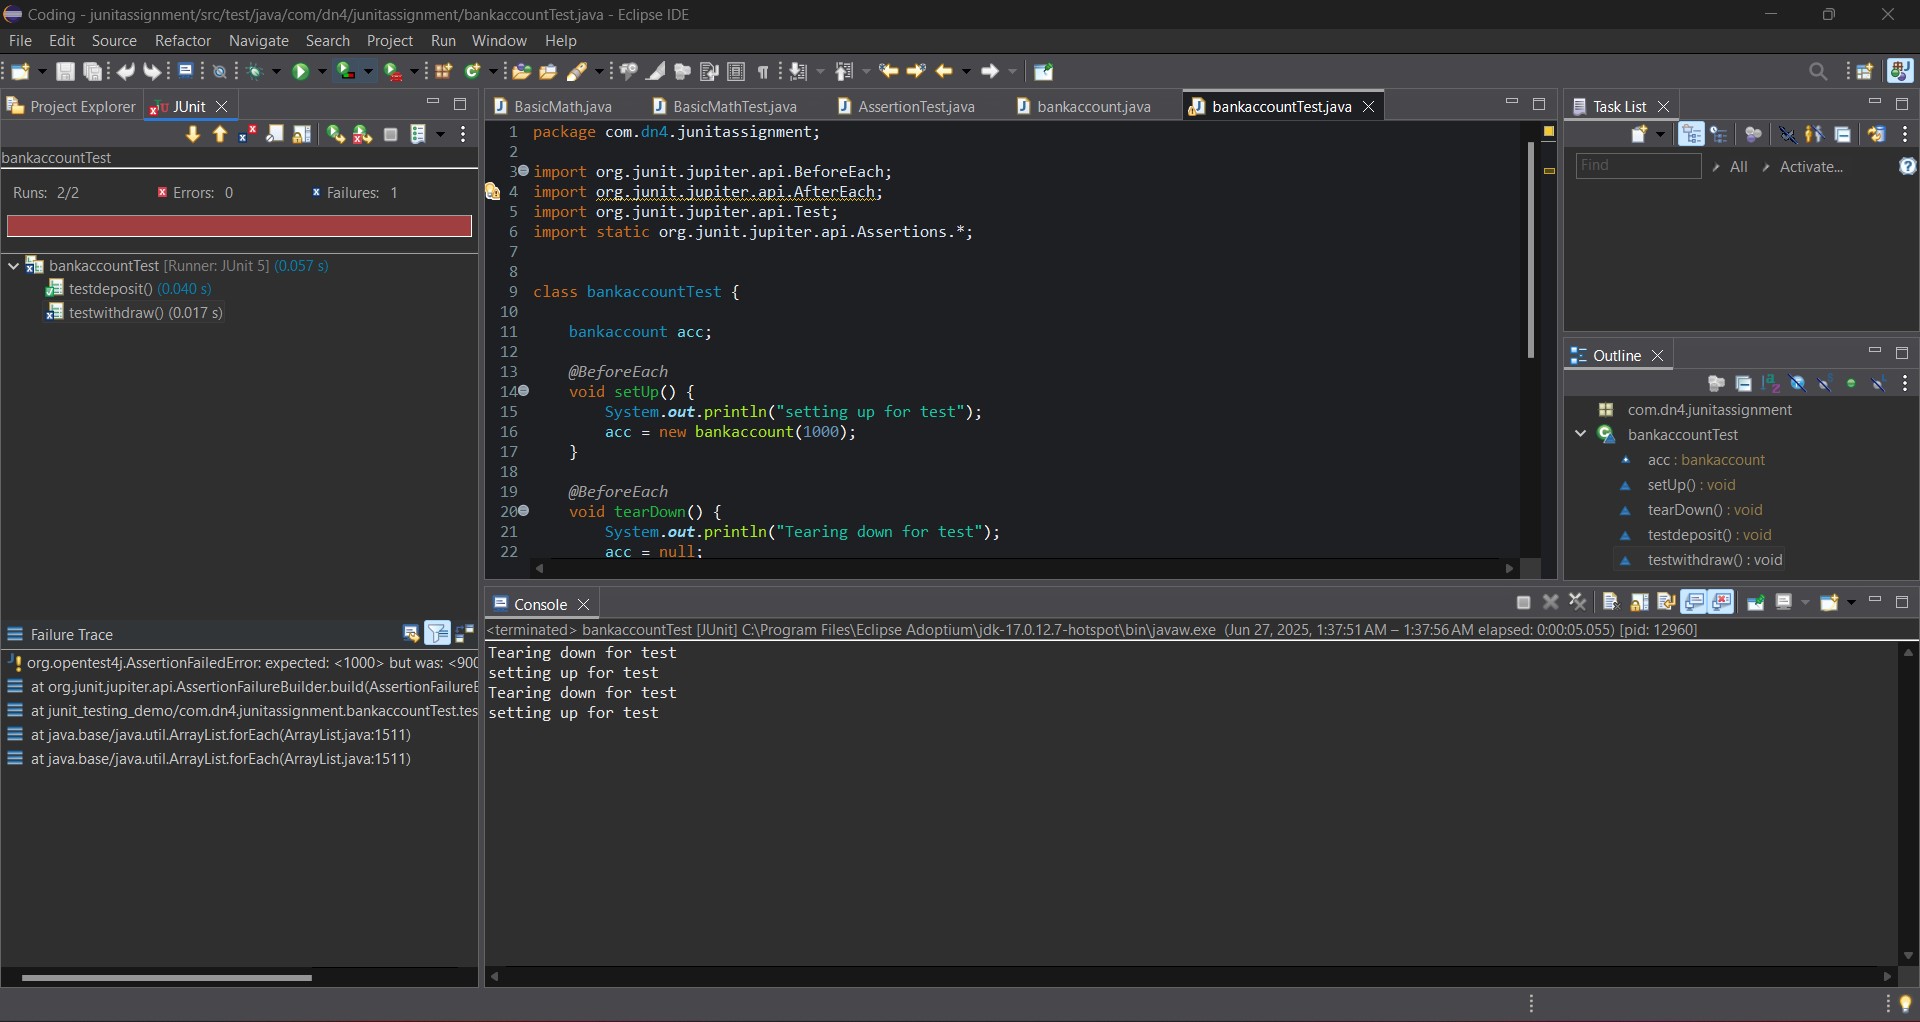 Coding - junitassignment/src/test/java/com/dn4/junitassignment/bankaccountTest.java - Eclipse IDE
File Edit Source Refactor Navigate Search Project Run Window Help
Project Explorer JUnit
bankaccountTest
Runs: 2/2 Errors: 0 Failures: 1
bankaccountTest [Runner: JUnit 5] (0.057 s)
testdeposit() (0.040 s)
testwithdraw() (0.017 s)
Failure Trace
org.opentest4j.AssertionFailedError: expected: <1000> but was: <900
at org.junit.jupiter.api.AssertionFailureBuilder.build(AssertionFailureB
at junit_testing_demo/com.dn4.junitassignment.bankaccountTest.tes
at java.base/java.util.ArrayList.forEach(ArrayList.java:1511)
at java.base/java.util.ArrayList.forEach(ArrayList.java:1511)
BasicMath.java BasicMathTest.java AssertionTest.java bankaccount.java bankaccountTest.java
1 package com.dn4.junitassignment;
2
3 import org.junit.jupiter.api.BeforeEach;
4 import org.junit.jupiter.api.AfterEach;
5 import org.junit.jupiter.api.Test;
6 import static org.junit.jupiter.api.Assertions.*;
7
8
9 class bankaccountTest {
10
11 bankaccount acc;
12
13 @BeforeEach
14 void setUp() {
15 System.out.println("setting up for test");
16 acc = new bankaccount(1000);
17 }
18
19 @BeforeEach
20 void tearDown() {
21 System.out.println("Tearing down for test");
22 acc = null;
Console
<terminated> bankaccountTest [JUnit] C:\Program Files\Eclipse Adoptium\jdk-17.0.12.7-hotspot\bin\javaw.exe (Jun 27, 2025, 1:37:51 AM – 1:37:56 AM elapsed: 0:00:05.055) [pid: 12960]
Tearing down for test
setting up for test
Tearing down for test
setting up for test
Task List
Find All Activate...
Outline
com.dn4.junitassignment
bankaccountTest
acc : bankaccount
setUp() : void
tearDown() : void
testdeposit() : void
testwithdraw() : void